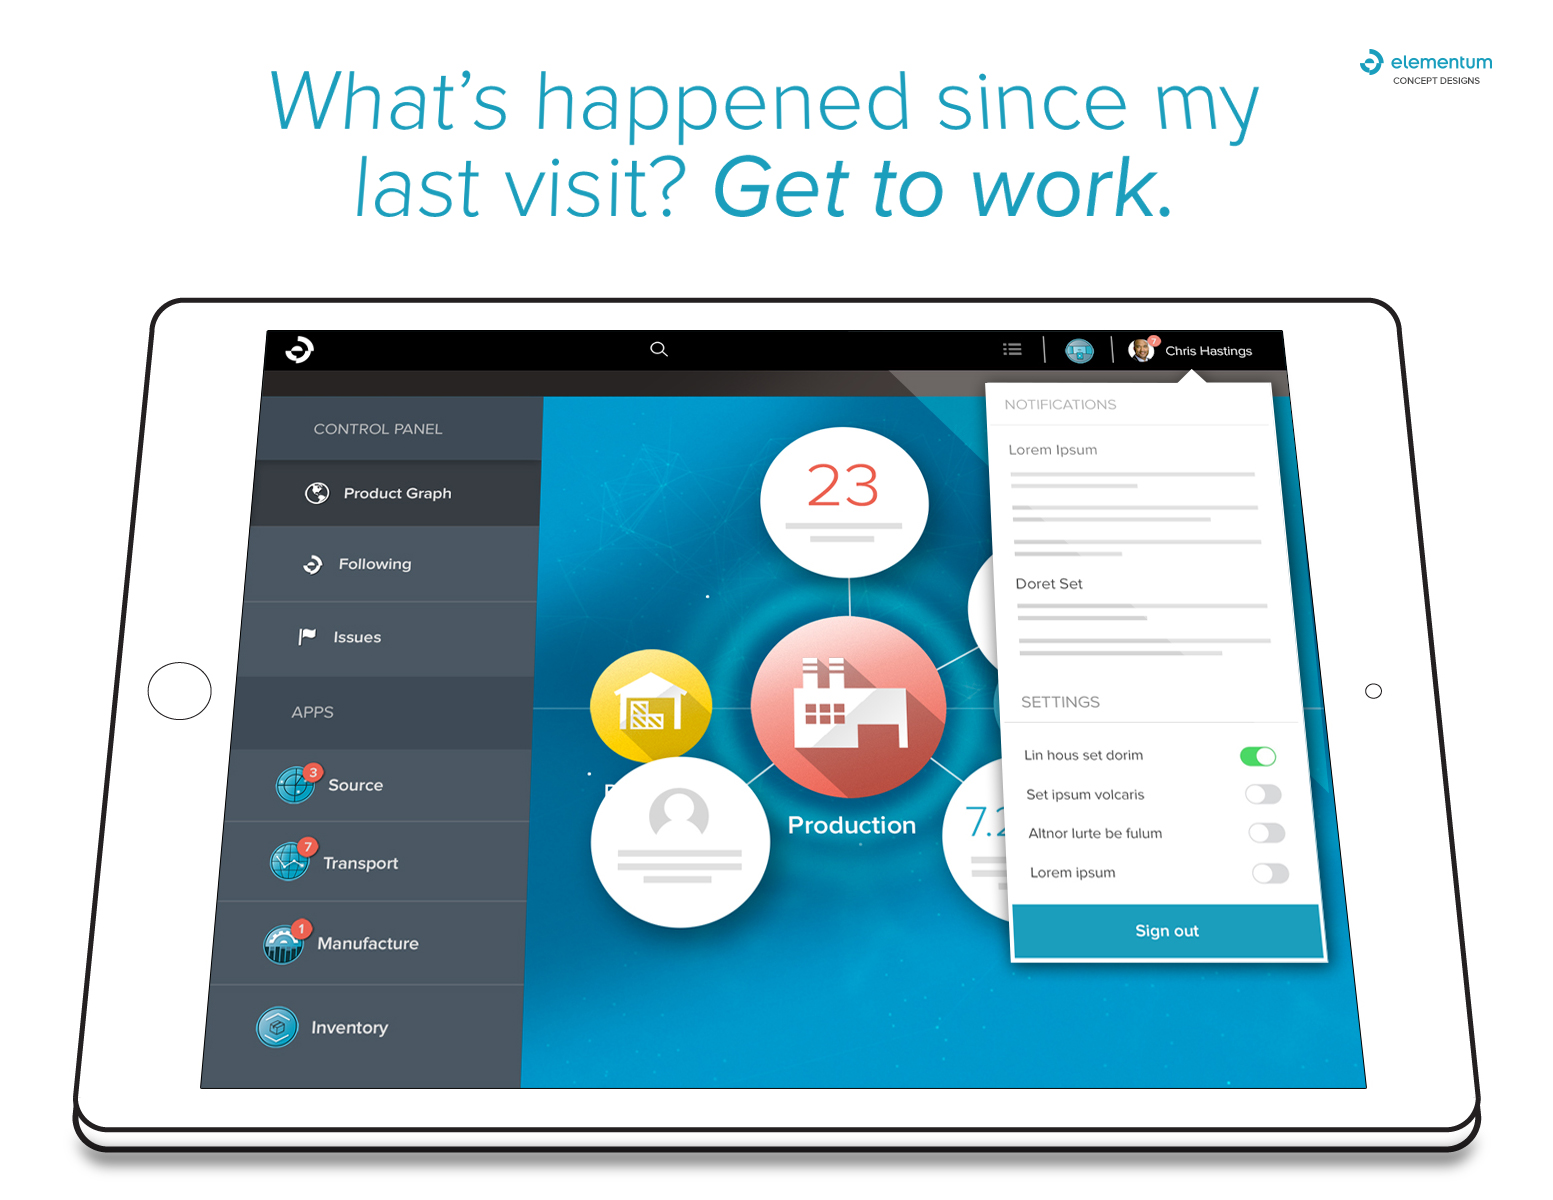 elementum
CONCEPT DESIGNS
What's happened since my
last visit? Get to work.
7
Chris Hastings
CONTROL PANEL
Product Graph
Following
Issues
APPS
3
Source
7
Transport
1
Manufacture
Inventory
23
Production
NOTIFICATIONS
Lorem Ipsum
Doret Set
SETTINGS
Lin hous set dorim
Set ipsum volcaris
Altnor lurte be fulum
Lorem ipsum
Sign out